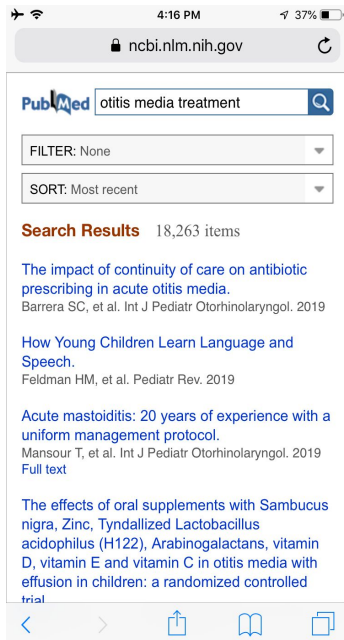 4:16 PM
37%
ncbi.nlm.nih.gov
PubMed
otitis media treatment
FILTER: None
SORT: Most recent
Search Results 18,263 items
The impact of continuity of care on antibiotic
prescribing in acute otitis media.
Barrera SC, et al. Int J Pediatr Otorhinolaryngol. 2019
How Young Children Learn Language and
Speech.
Feldman HM, et al. Pediatr Rev. 2019
Acute mastoiditis: 20 years of experience with a
uniform management protocol.
Mansour T, et al. Int J Pediatr Otorhinolaryngol. 2019
Full text
The effects of oral supplements with Sambucus
nigra, Zinc, Tyndallized Lactobacillus
acidophilus (H122), Arabinogalactans, vitamin
D, vitamin E and vitamin C in otitis media with
effusion in children: a randomized controlled
trial